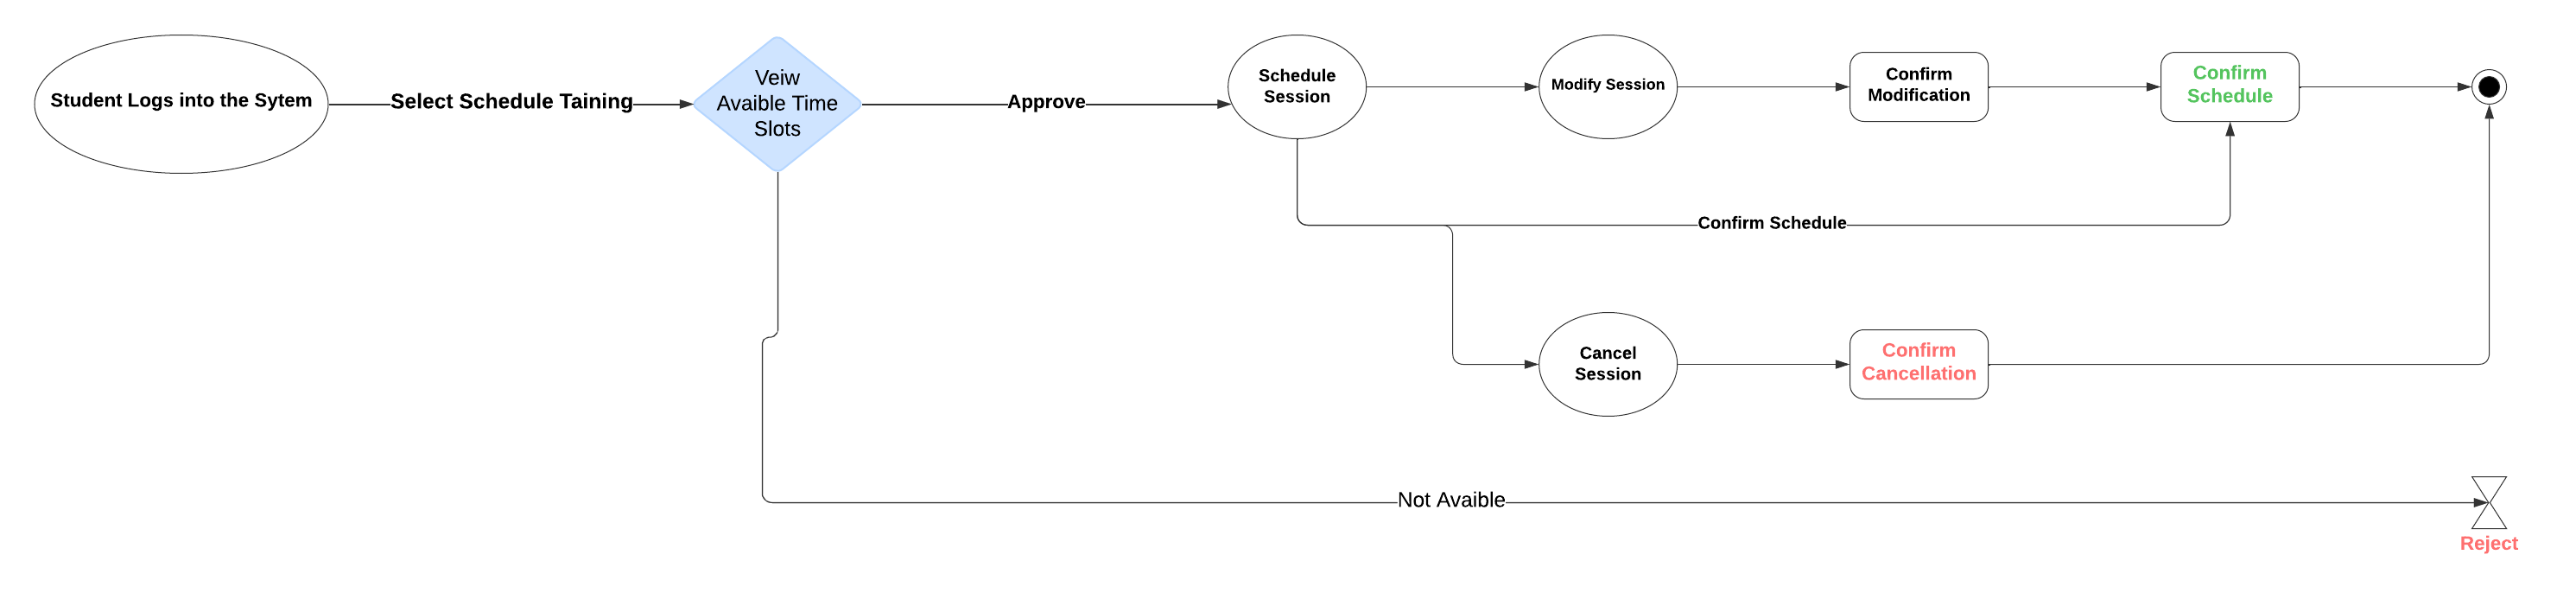 Student Logs into the Sytem
Select Schedule Taining
Veiw
Avaible Time
Slots
Approve
Schedule
Session
Modify Session
Confirm
Modification
Confirm
Schedule
Confirm Schedule
Cancel
Session
Confirm
Cancellation
Not Avaible
Reject